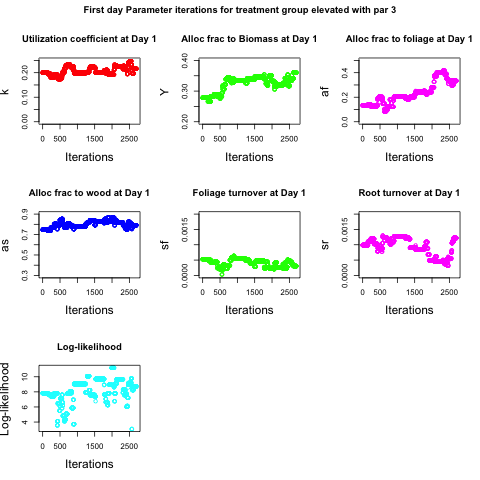 First day Parameter iterations for treatment group elevated with par 3
Utilization coefficient at Day 1
Alloc frac to Biomass at Day 1
Alloc frac to foliage at Day 1
k
0.00
0.10
0.20
0 500 1500 2500
Iterations
Y
0.20
0.30
0.40
0 500 1500 2500
Iterations
af
0.0
0.2
0.4
0 500 1500 2500
Iterations
Alloc frac to wood at Day 1
Foliage turnover at Day 1
Root turnover at Day 1
as
0.3
0.5
0.7
0.9
0 500 1500 2500
Iterations
sf
0.0000
0.0015
0 500 1500 2500
Iterations
sr
0.0000
0.0015
0 500 1500 2500
Iterations
Log-likelihood
Log-likelihood
4
6
8
10
0 500 1500 2500
Iterations